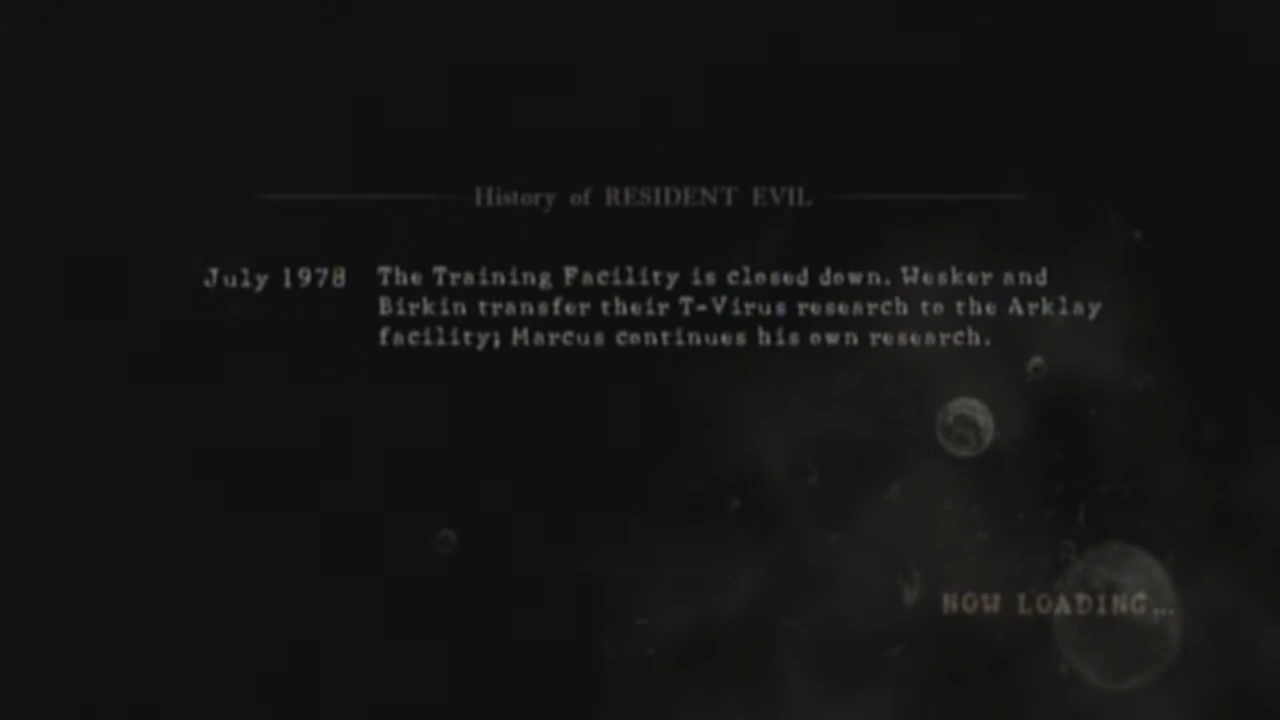 History of RESIDENT EVIL
July 1978 The Training Facility is closed down. Wesker and
Birkin transfer their T-Virus research to the Arklay
facility; Marcus continues his own research.
NOW LOADING...